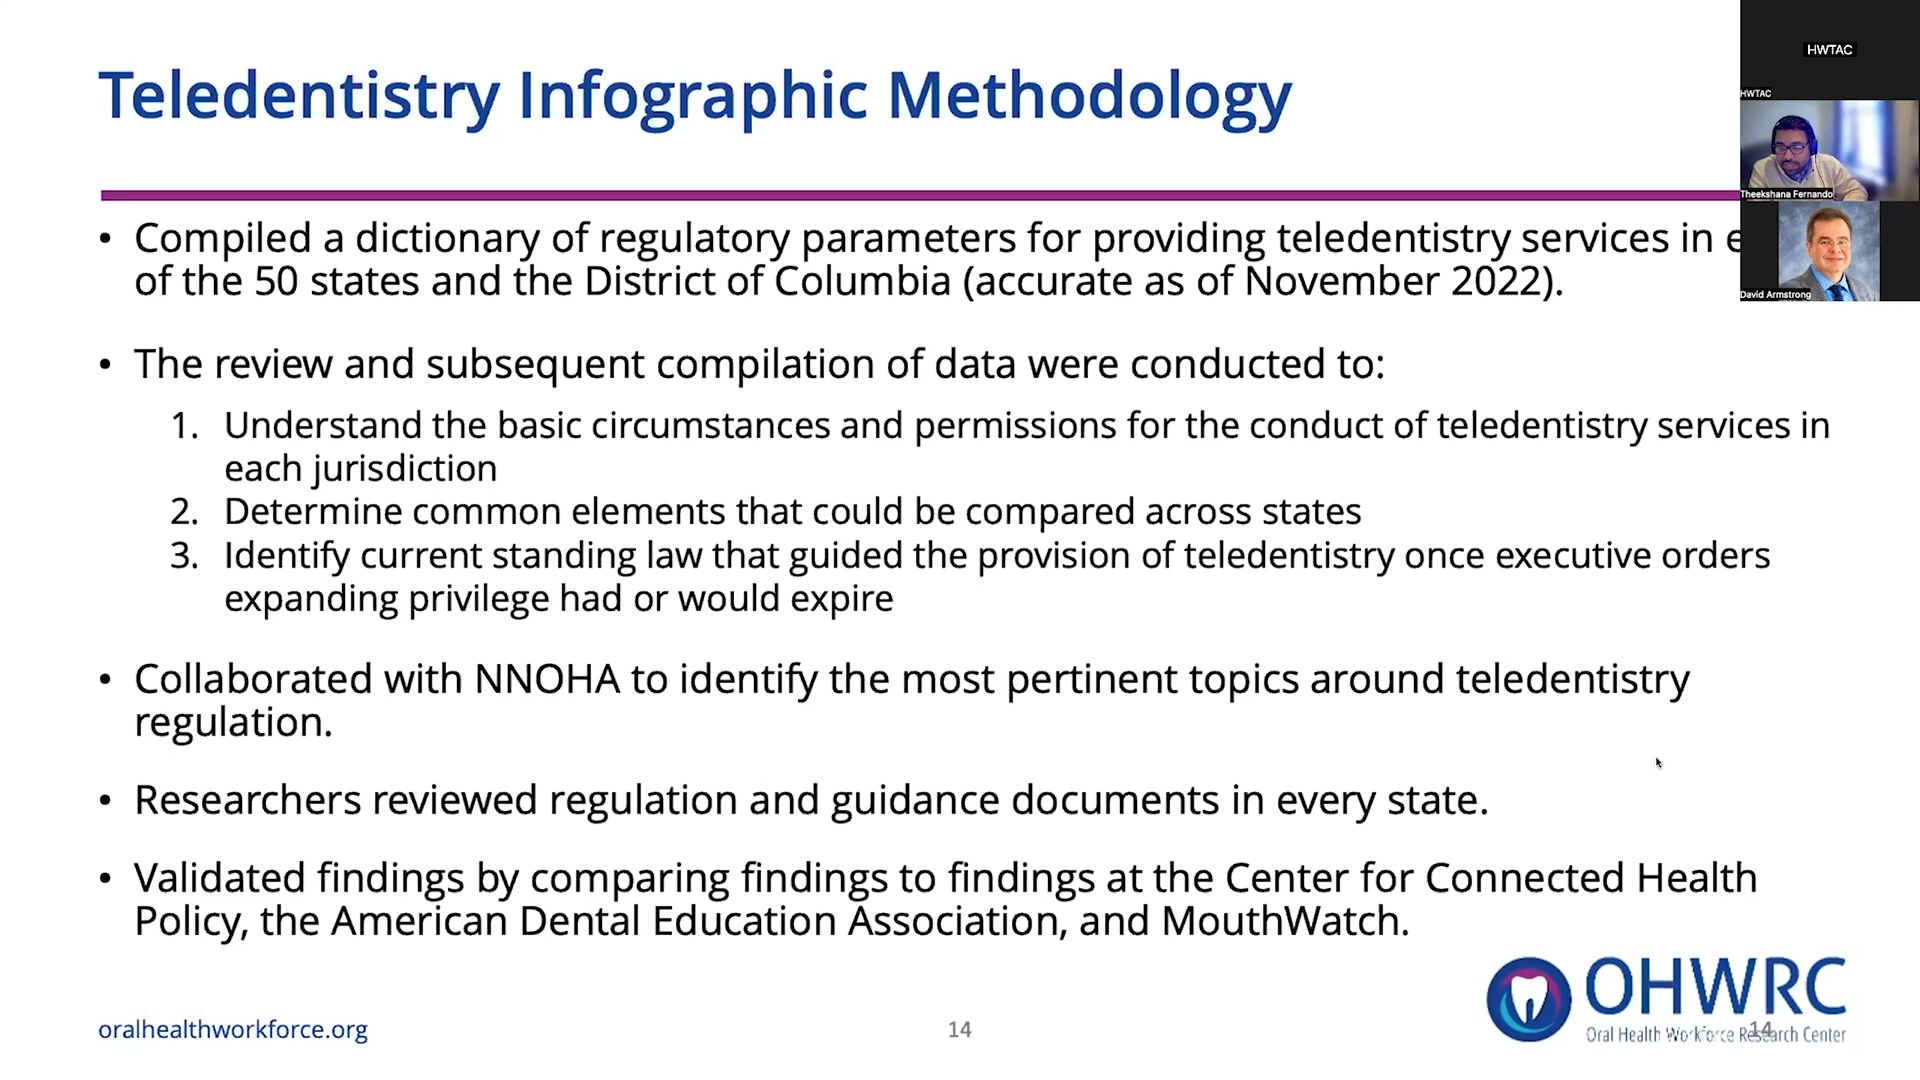 Teledentistry Infographic Methodology
HWTAC
HWTAC
Theekshana Fernando
David Armstrong
• Compiled a dictionary of regulatory parameters for providing teledentistry services in
of the 50 states and the District of Columbia (accurate as of November 2022).
• The review and subsequent compilation of data were conducted to:
1. Understand the basic circumstances and permissions for the conduct of teledentistry services in
each jurisdiction
2. Determine common elements that could be compared across states
3. Identify current standing law that guided the provision of teledentistry once executive orders
expanding privilege had or would expire
• Collaborated with NNOHA to identify the most pertinent topics around teledentistry
regulation.
• Researchers reviewed regulation and guidance documents in every state.
• Validated findings by comparing findings to findings at the Center for Connected Health
Policy, the American Dental Education Association, and MouthWatch.
oralhealthworkforce.org
14
OHWRC
Oral Health Workforce Research Center
14